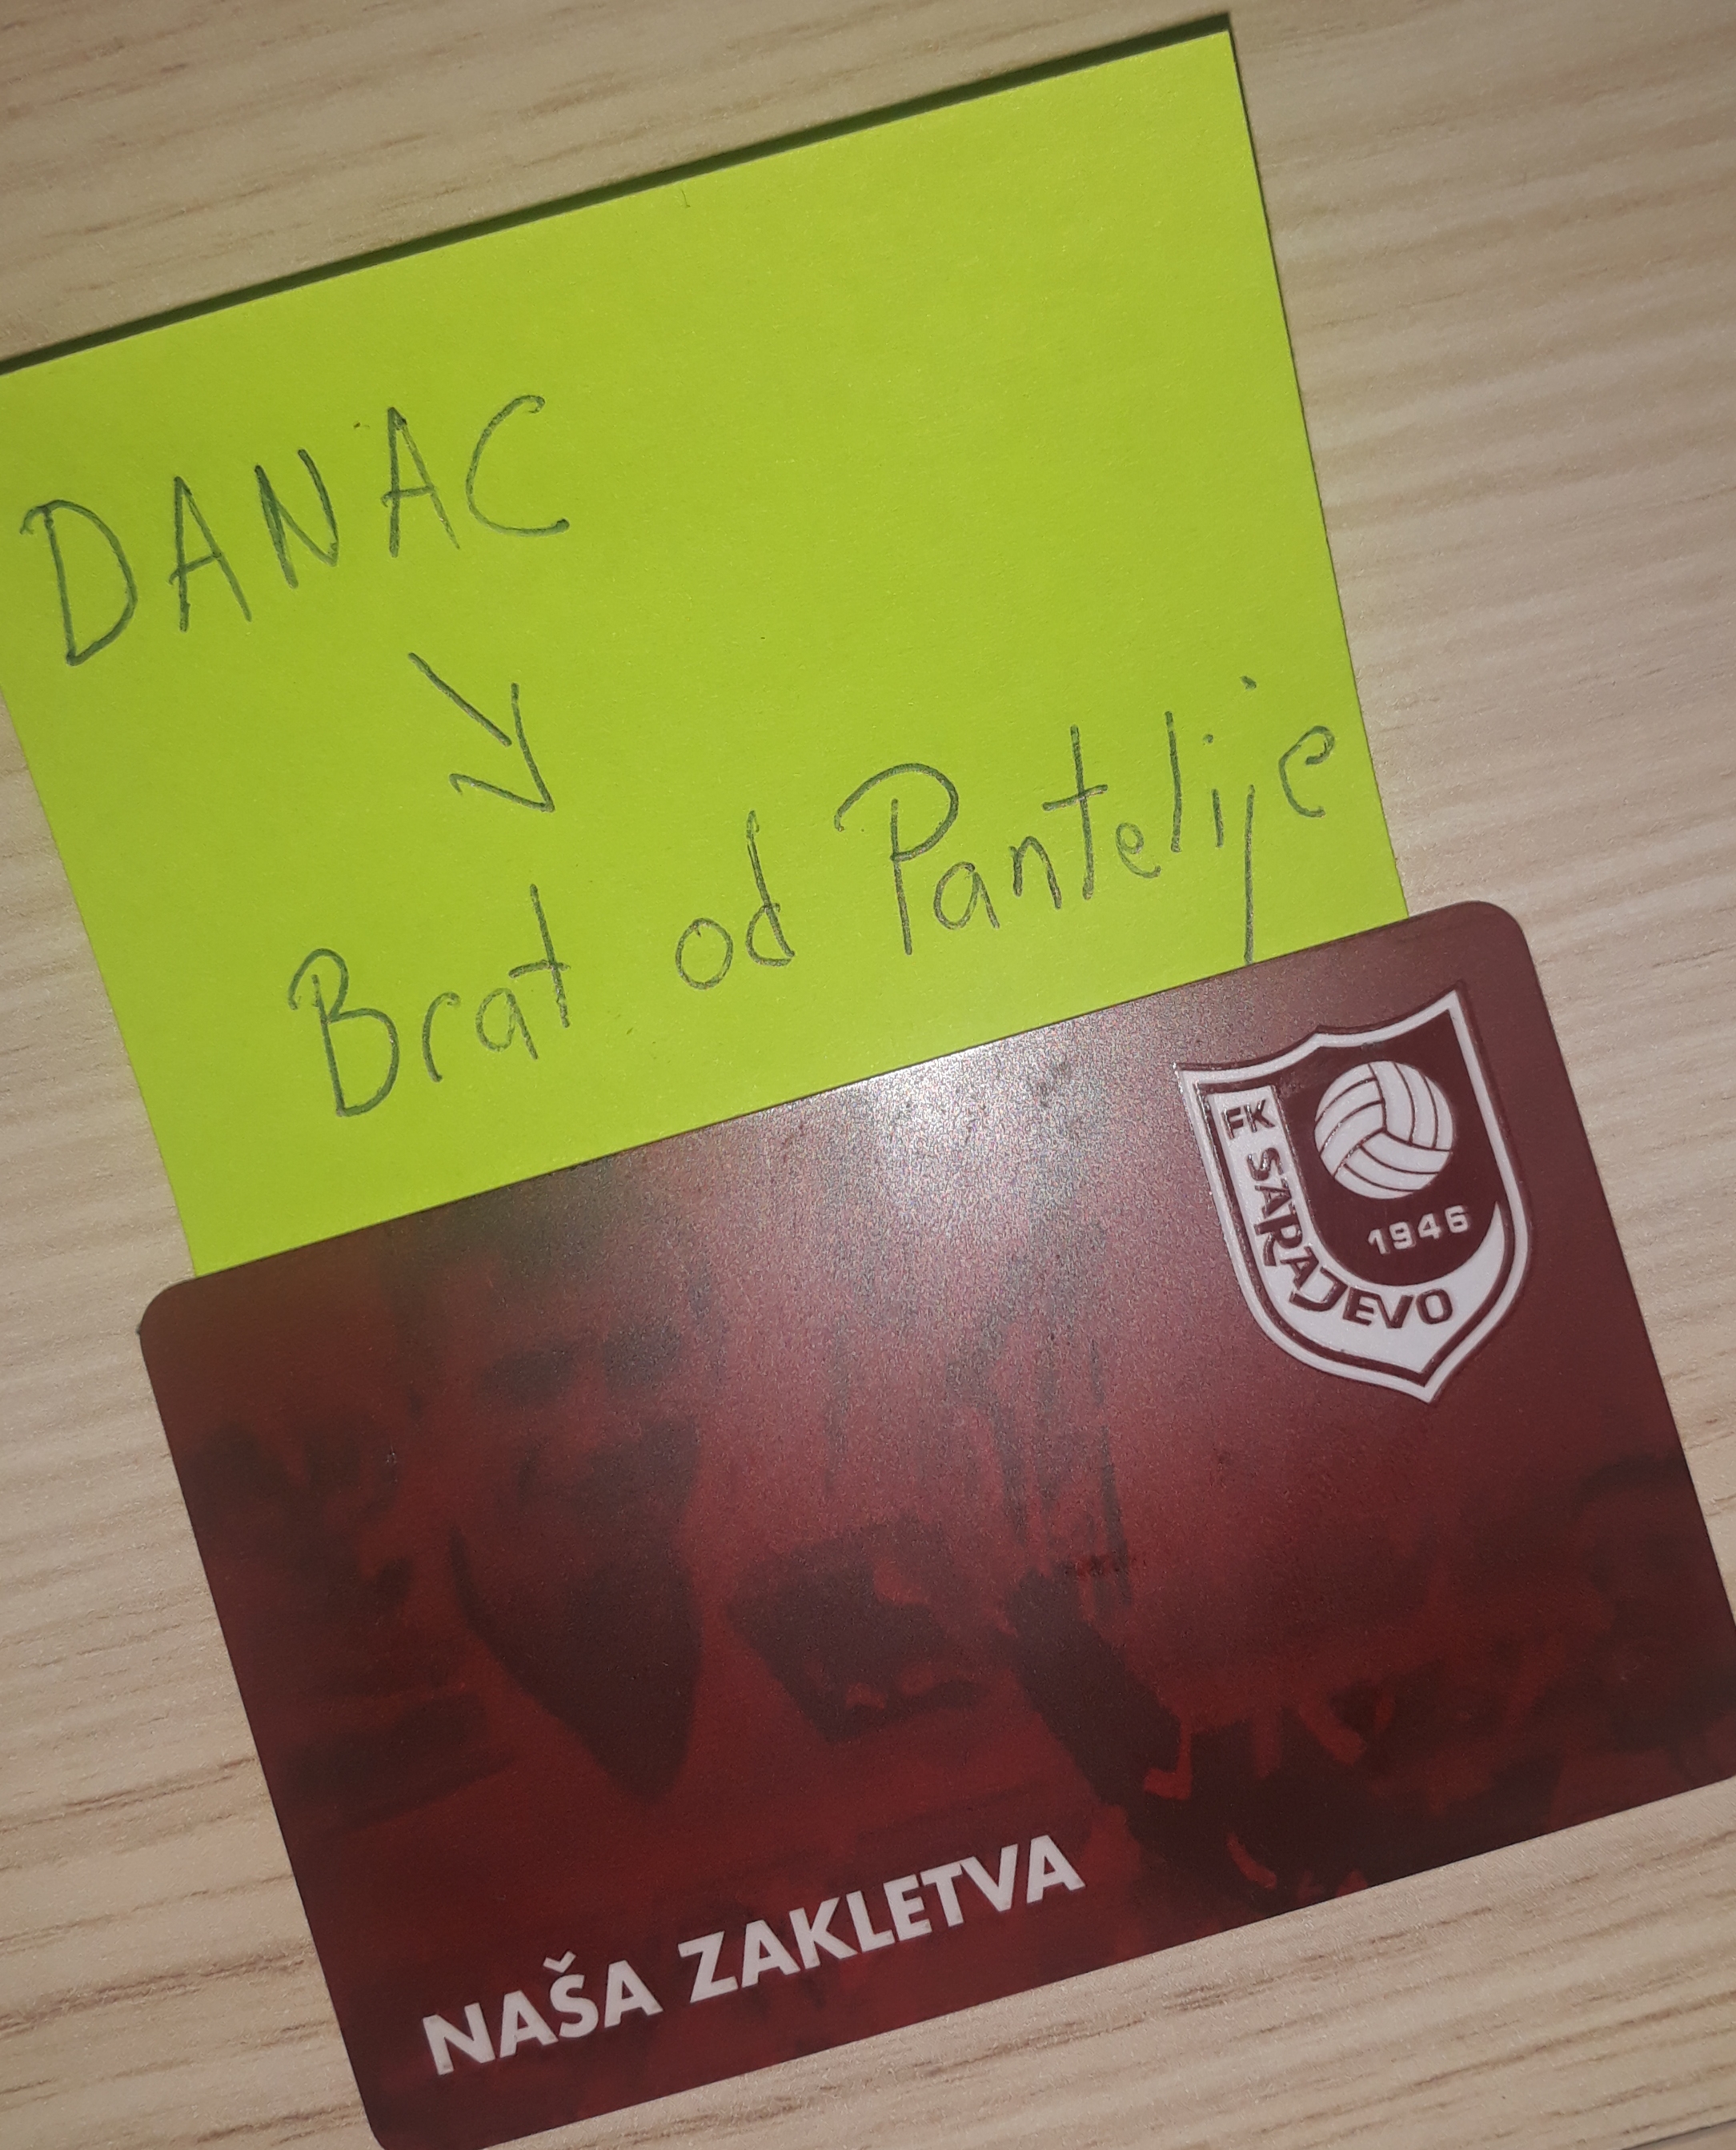 DANAC
Brat od Pantelije
FK SARAJEVO
1946
NAŠA ZAKLETVA